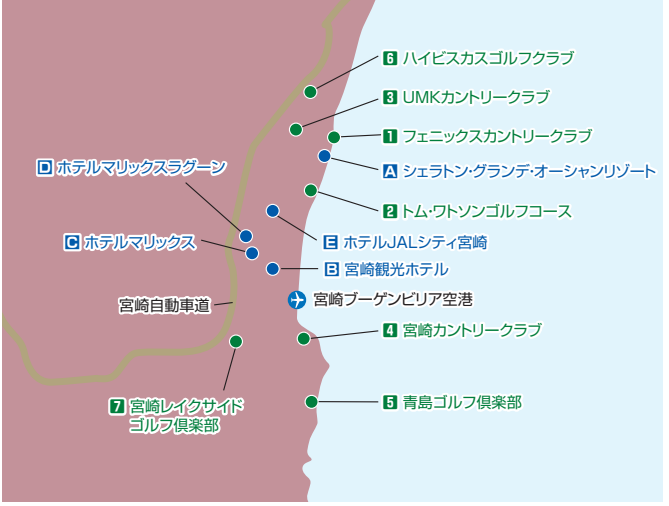 6 ハイビスカスゴルフクラブ
3 UMKカントリークラブ
1 フェニックスカントリークラブ
A シェラトン・グランデ・オーシャンリゾート
D ホテルマリックスラグーン
2 トム・ワトソンゴルフコース
C ホテルマリックス
E ホテルJALシティ宮崎
B 宮崎観光ホテル
宮崎自動車道
宮崎ブーゲンビリア空港
4 宮崎カントリークラブ
7 宮崎レイクサイド
ゴルフ倶楽部
5 青島ゴルフ倶楽部